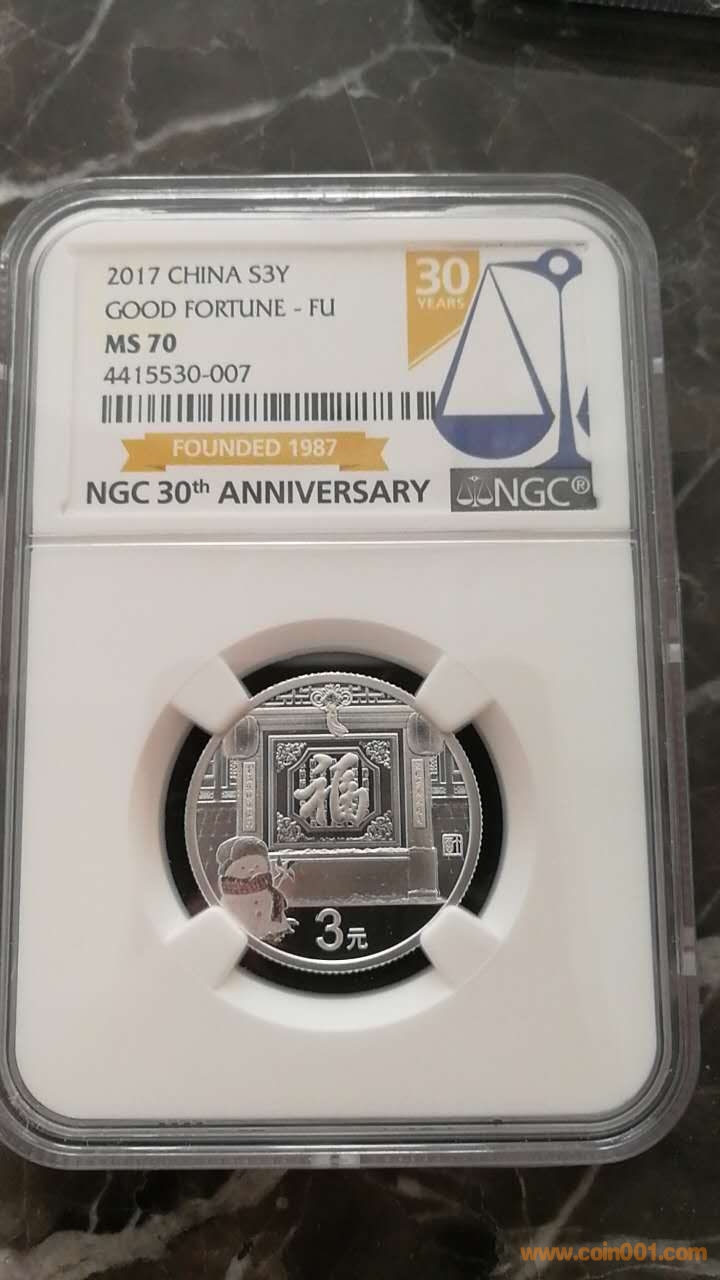 2017 CHINA S3Y
GOOD FORTUNE - FU
MS 70
4415530-007
30
YEARS
FOUNDED 1987
NGC 30th ANNIVERSARY
NGC®
福
3元
www.coin001.com